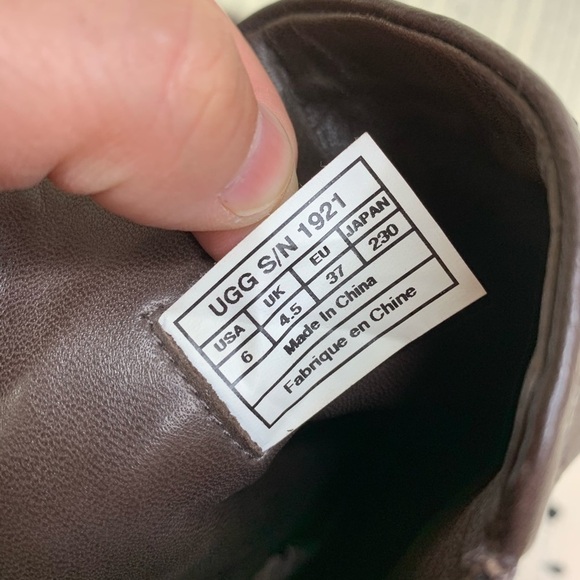 UGG S/N 1921
USA UK EU JAPAN
6 4.5 37 230
Made In China
Fabrique en Chine